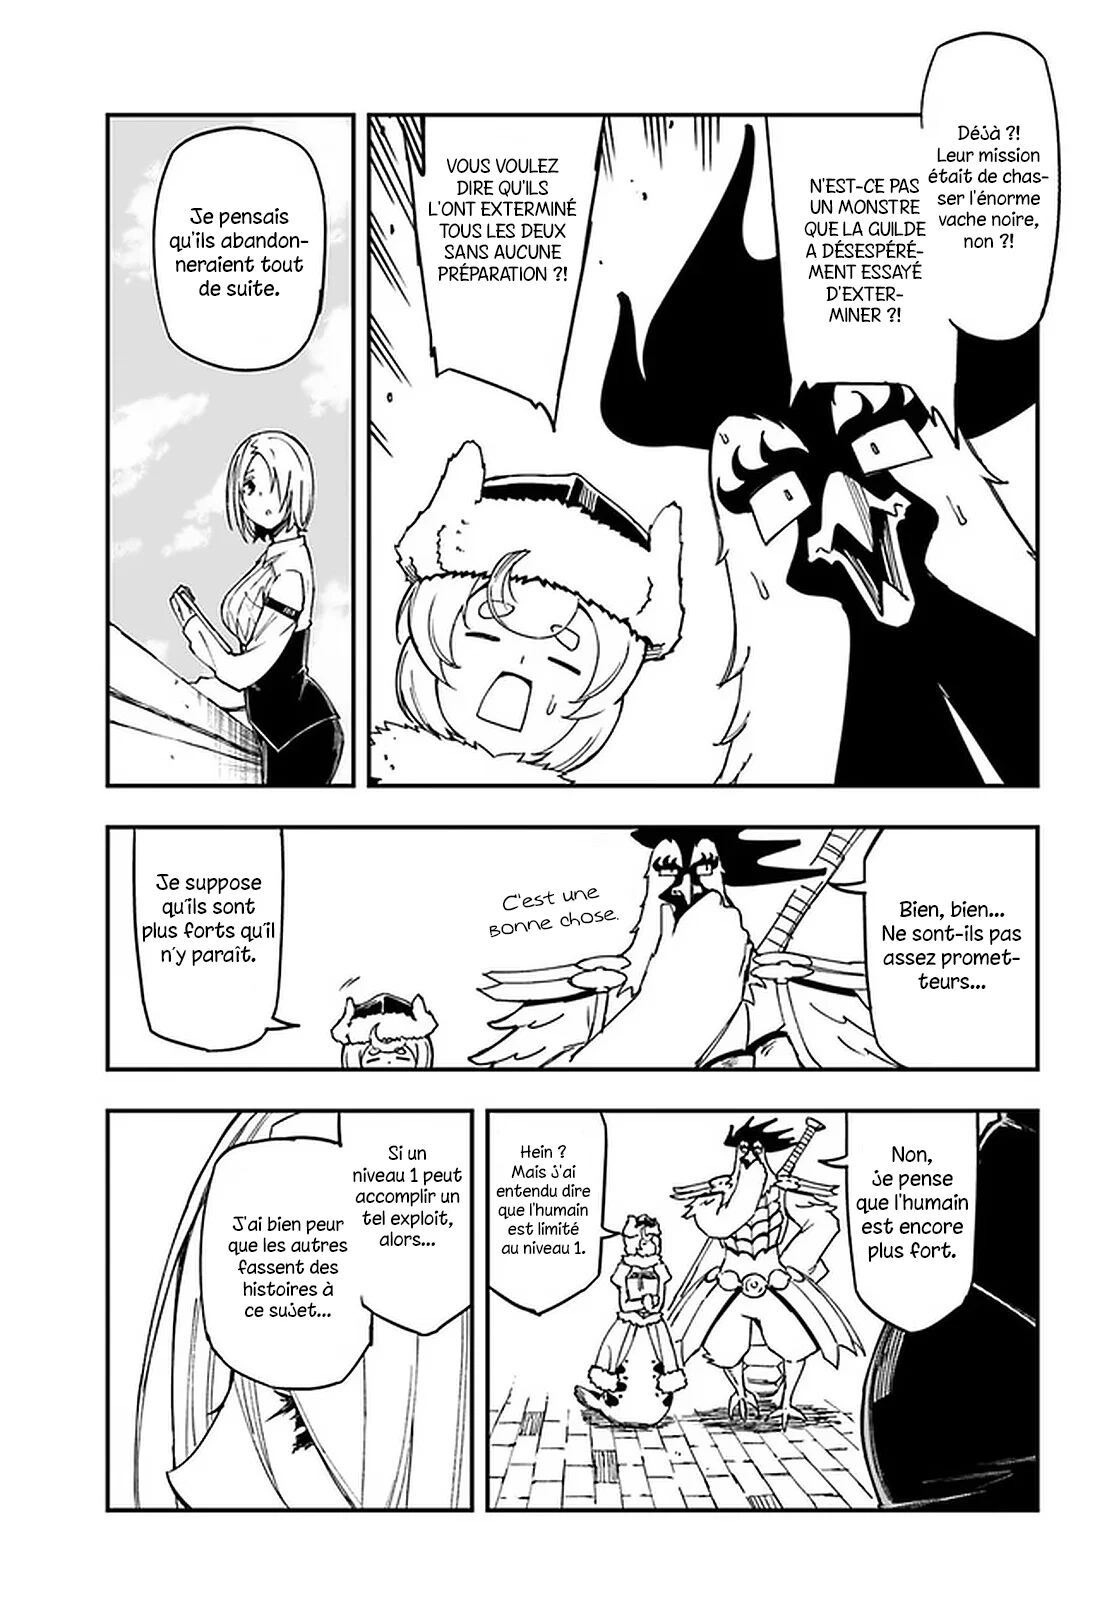 Déjà ?!
Leur mission
était de chas-
ser l'énorme
vache noire,
non ?!
N'EST-CE PAS
UN MONSTRE
QUE LA GUILDE
A DÉSESPÉRÉ-
MENT ESSAYÉ
D'EXTER-
MINER ?!
VOUS VOULEZ
DIRE QU'ILS
L'ONT EXTERMINÉ
TOUS LES DEUX
SANS AUCUNE
PRÉPARATION ?!
Je pensais
qu'ils abandon-
neraient tout
de suite.
Bien, bien...
Ne sont-ils pas
assez promet-
teurs...
C'est une
bonne chose.
Je suppose
qu'ils sont
plus forts qu'il
n'y paraît.
Non,
je pense
que l'humain
est encore
plus fort.
Hein ?
Mais j'ai
entendu dire
que l'humain
est limité
au niveau 1.
Si un
niveau 1 peut
accomplir un
tel exploit,
alors...
J'ai bien peur
que les autres
fassent des
histoires à
ce sujet...